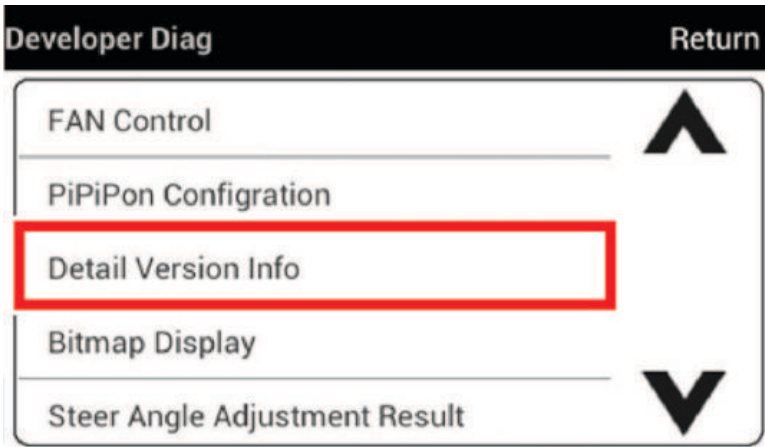 Developer Diag Return
FAN Control
PiPiPon Configration
Detail Version Info
Bitmap Display
Steer Angle Adjustment Result